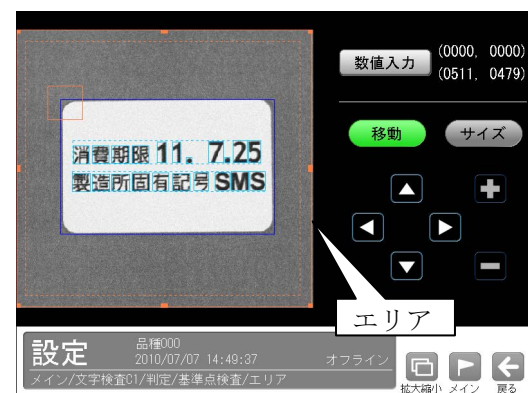 数値入力
(0000, 0000)
(0511, 0479)
移動
サイズ
消費期限 11. 7.25
製造所固有記号 SMS
エリア
設定
品種000
2010/07/07 14:49:37
オフライン
メイン/文字検査C1/判定/基準点検査/エリア
拡大縮小
メイン
戻る